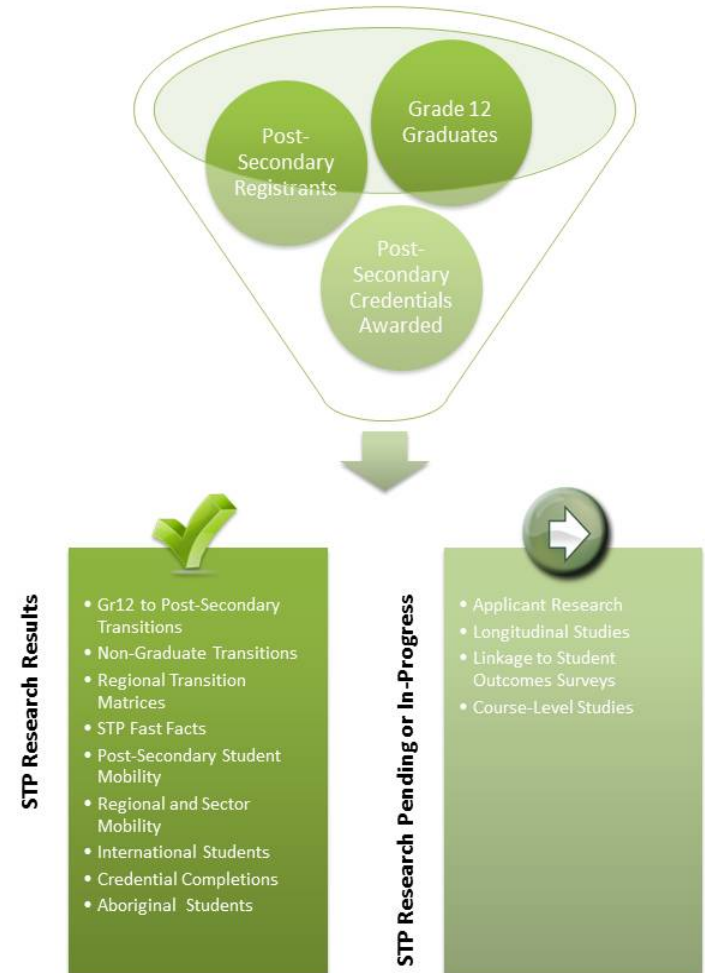 Grade 12
Graduates
Post-
Secondary
Registrants
Post-
Secondary
Credentials
Awarded
STP Research Results
• Gr12 to Post-Secondary
Transitions
• Non-Graduate Transitions
• Regional Transition
Matrices
• STP Fast Facts
• Post-Secondary Student
Mobility
• Regional and Sector
Mobility
• International Students
• Credential Completions
• Aboriginal Students
STP Research Pending or In-Progress
• Applicant Research
• Longitudinal Studies
• Linkage to Student
Outcomes Surveys
• Course-Level Studies